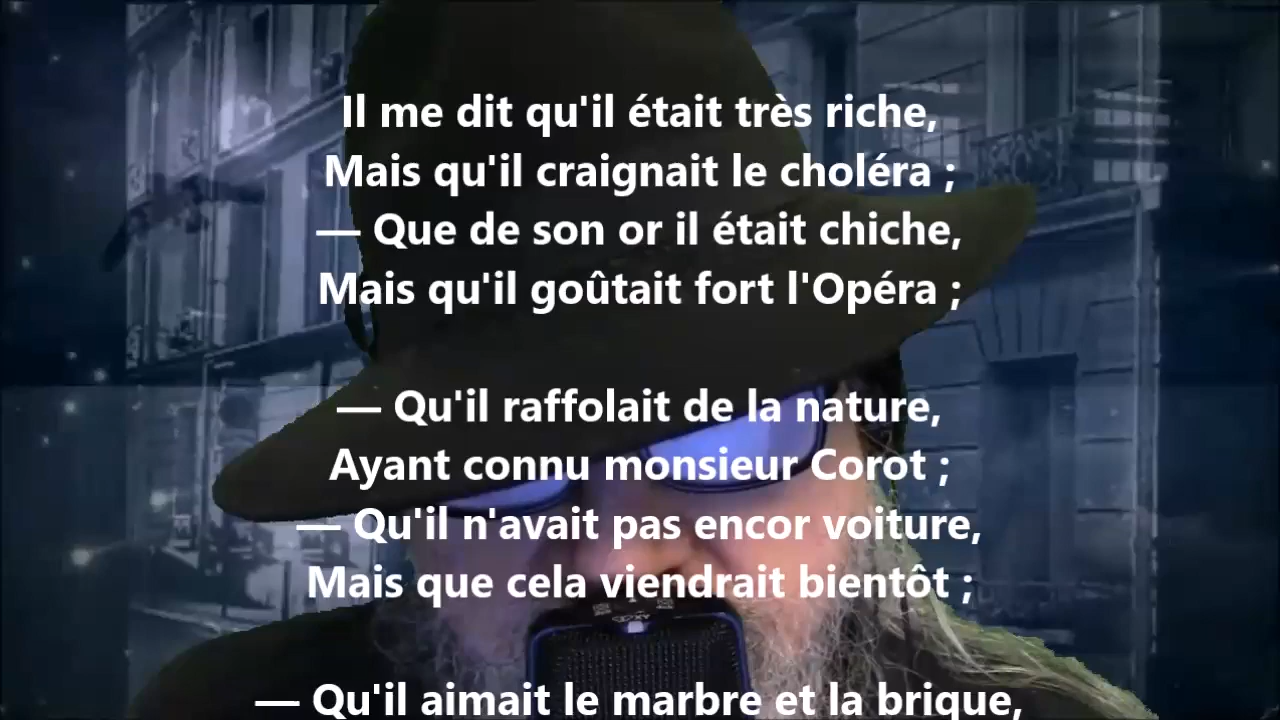 Il me dit qu'il était très riche,
Mais qu'il craignait le choléra ;
— Que de son or il était chiche,
Mais qu'il goûtait fort l'Opéra ;
— Qu'il raffolait de la nature,
Ayant connu monsieur Corot ;
— Qu'il n'avait pas encor voiture,
Mais que cela viendrait bientôt ;
— Qu'il aimait le marbre et la brique,